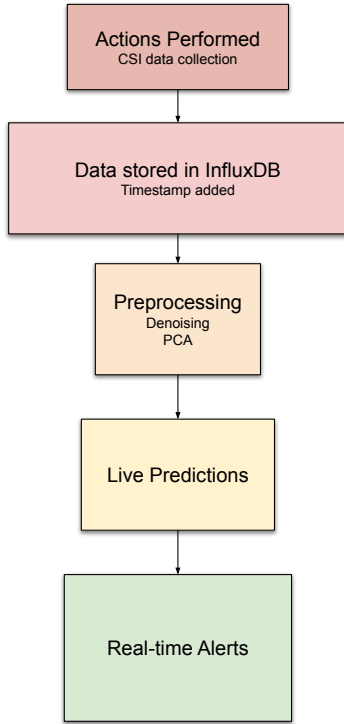 Actions Performed
CSI data collection
Data stored in InfluxDB
Timestamp added
Preprocessing
Denoising
PCA
Live Predictions
Real-time Alerts